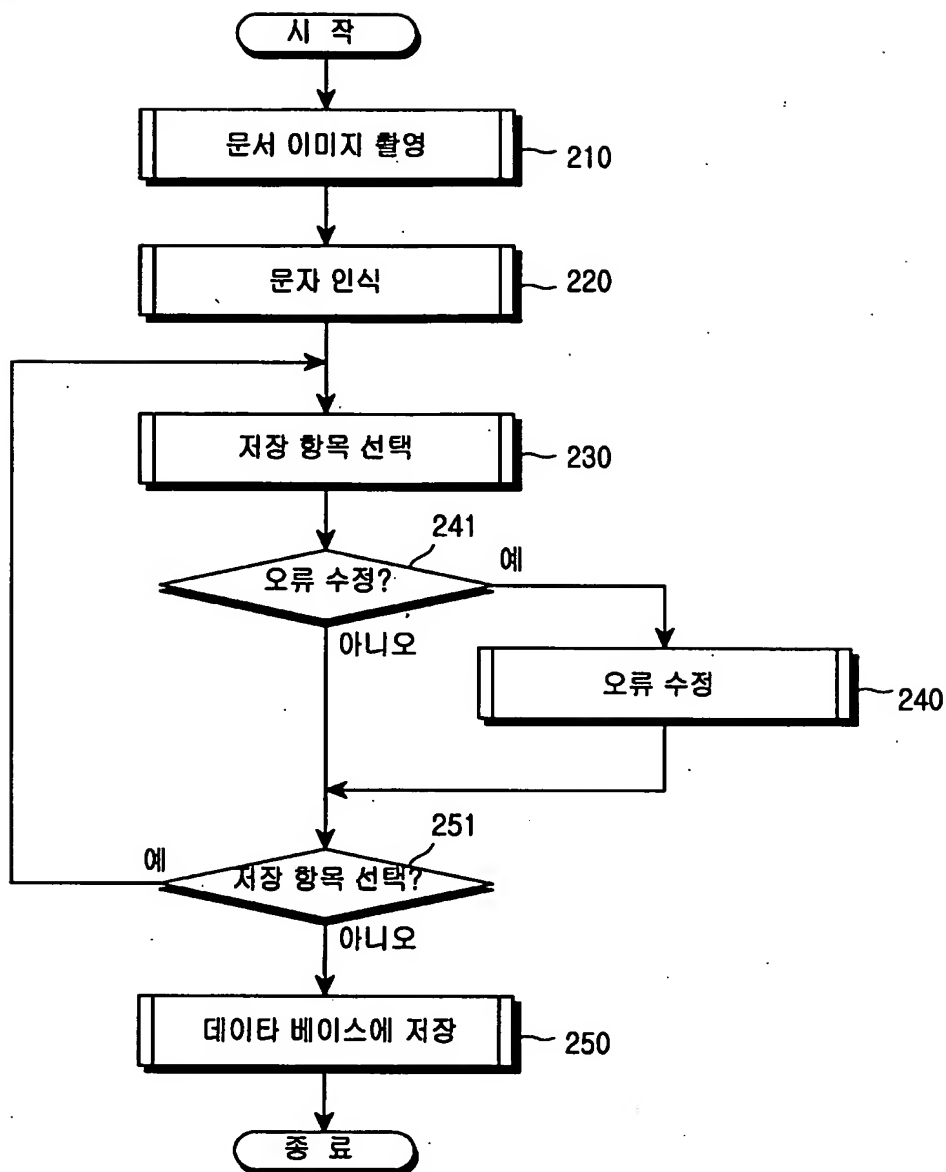 시 작
문서 이미지 촬영
210
문자 인식
220
저장 항목 선택
230
241
오류 수정?
예
아니오
오류 수정
240
251
예
저장 항목 선택?
아니오
데이타 베이스에 저장
250
종 료